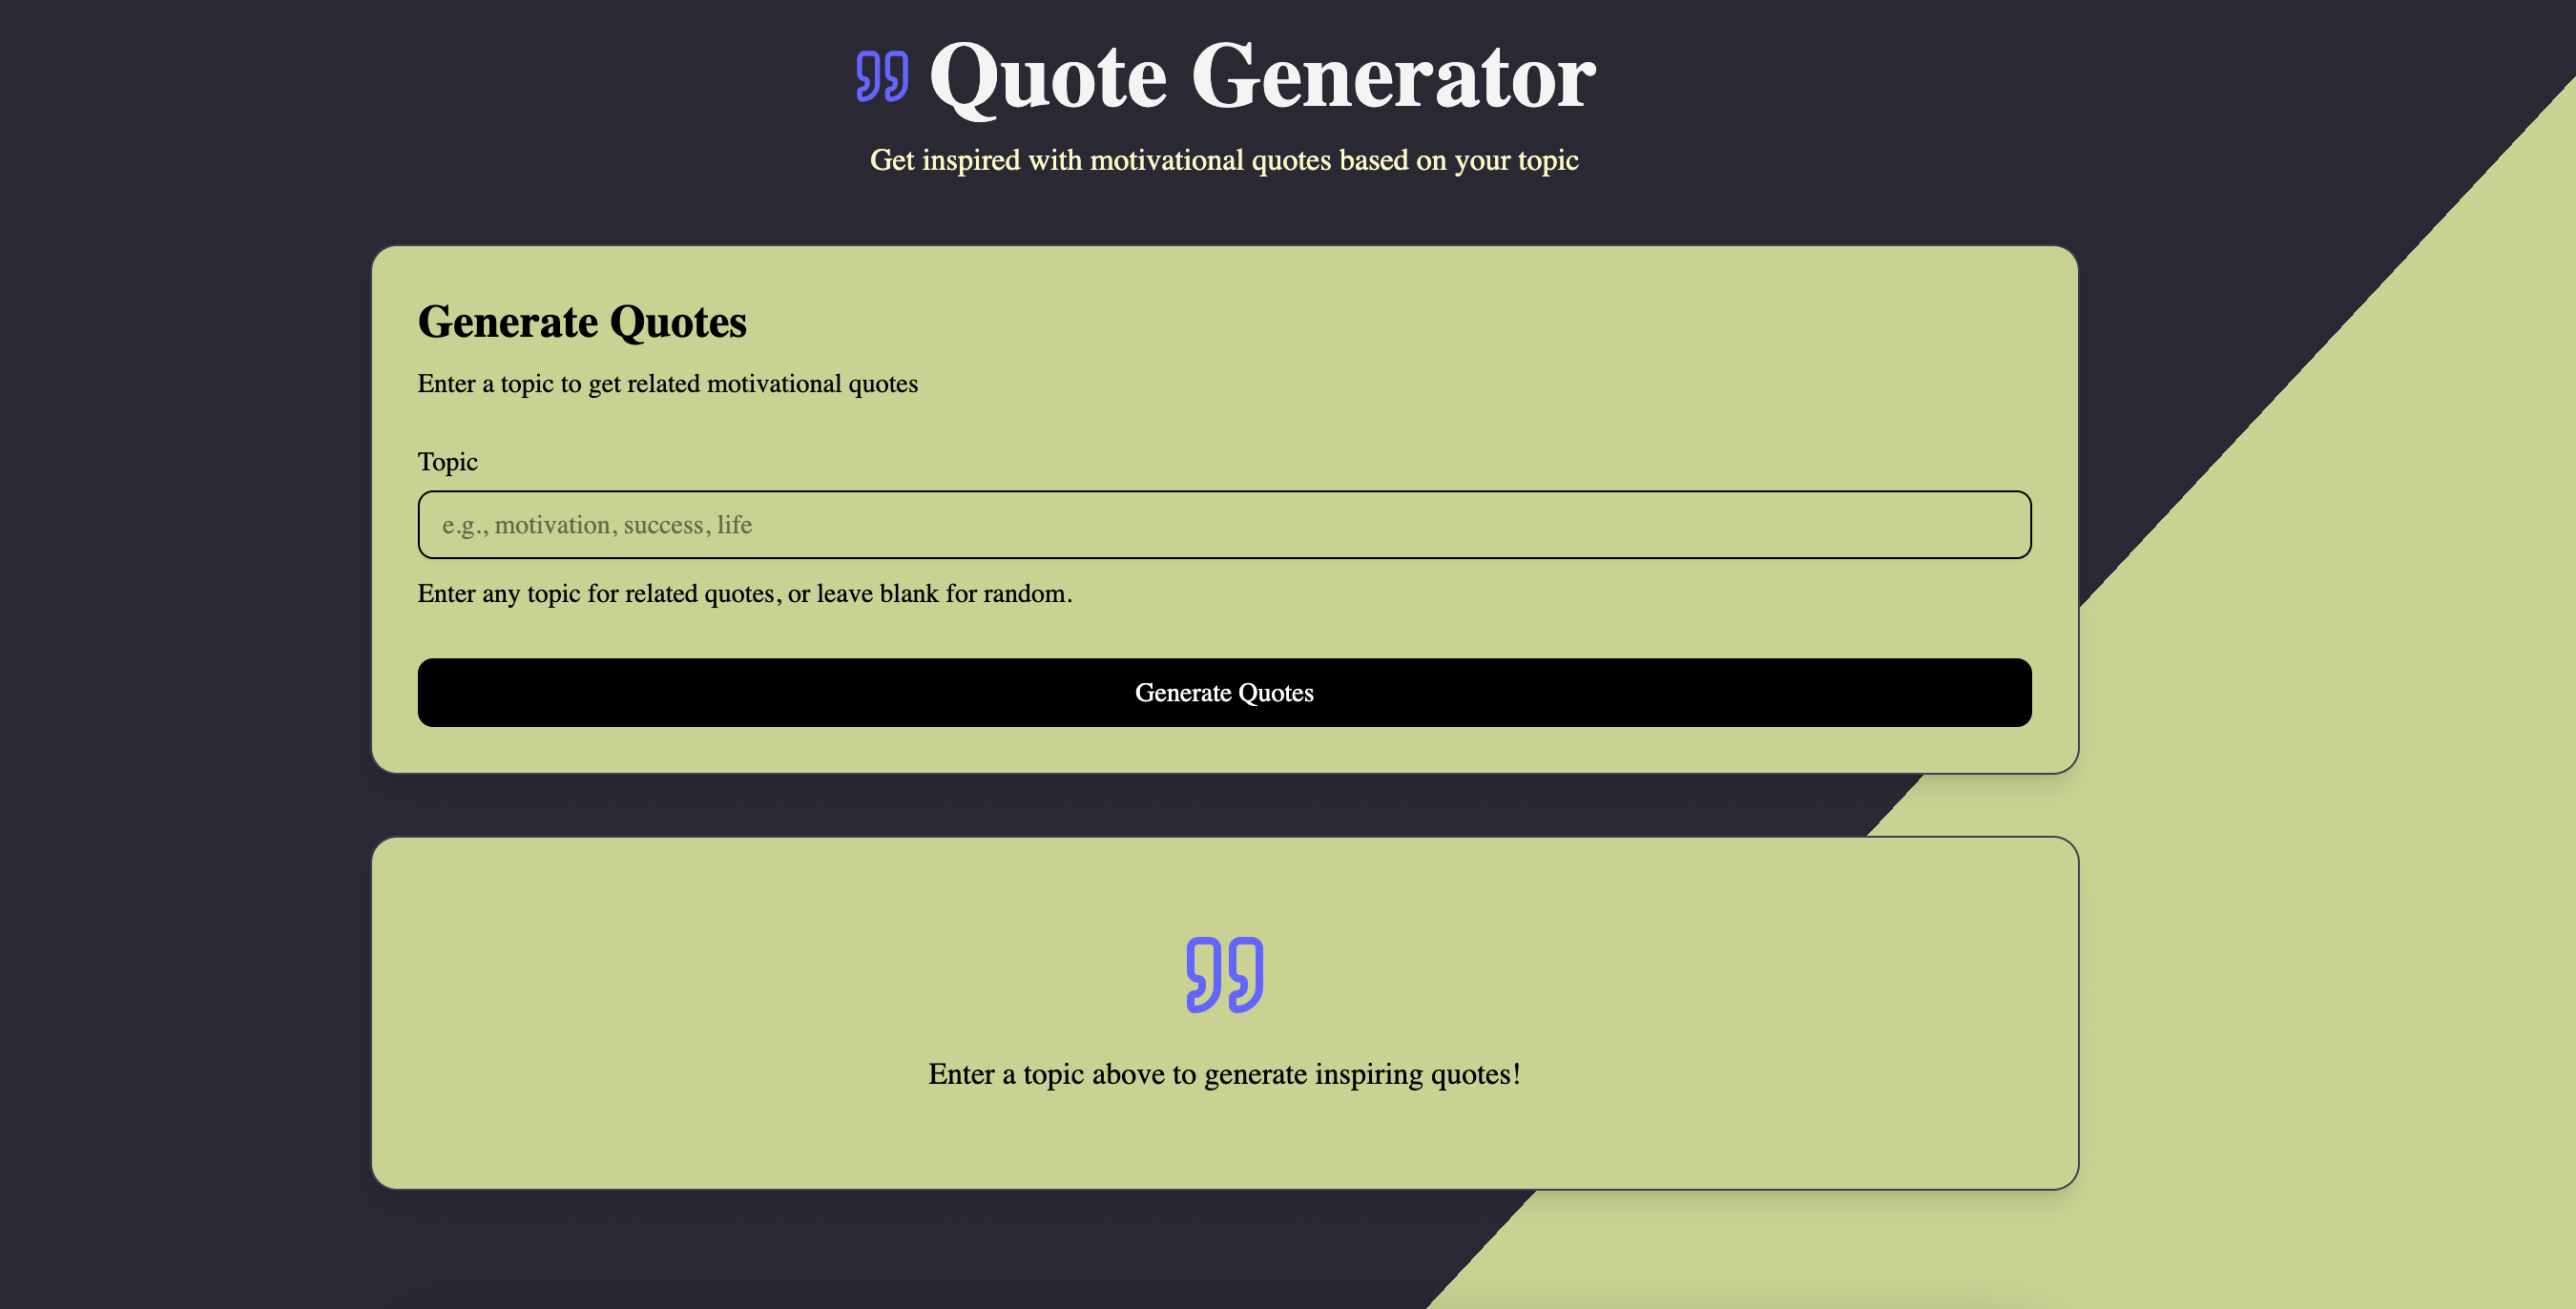 Quote Generator
Get inspired with motivational quotes based on your topic
Generate Quotes
Enter a topic to get related motivational quotes
Topic
e.g., motivation, success, life
Enter any topic for related quotes, or leave blank for random.
Generate Quotes
Enter a topic above to generate inspiring quotes!